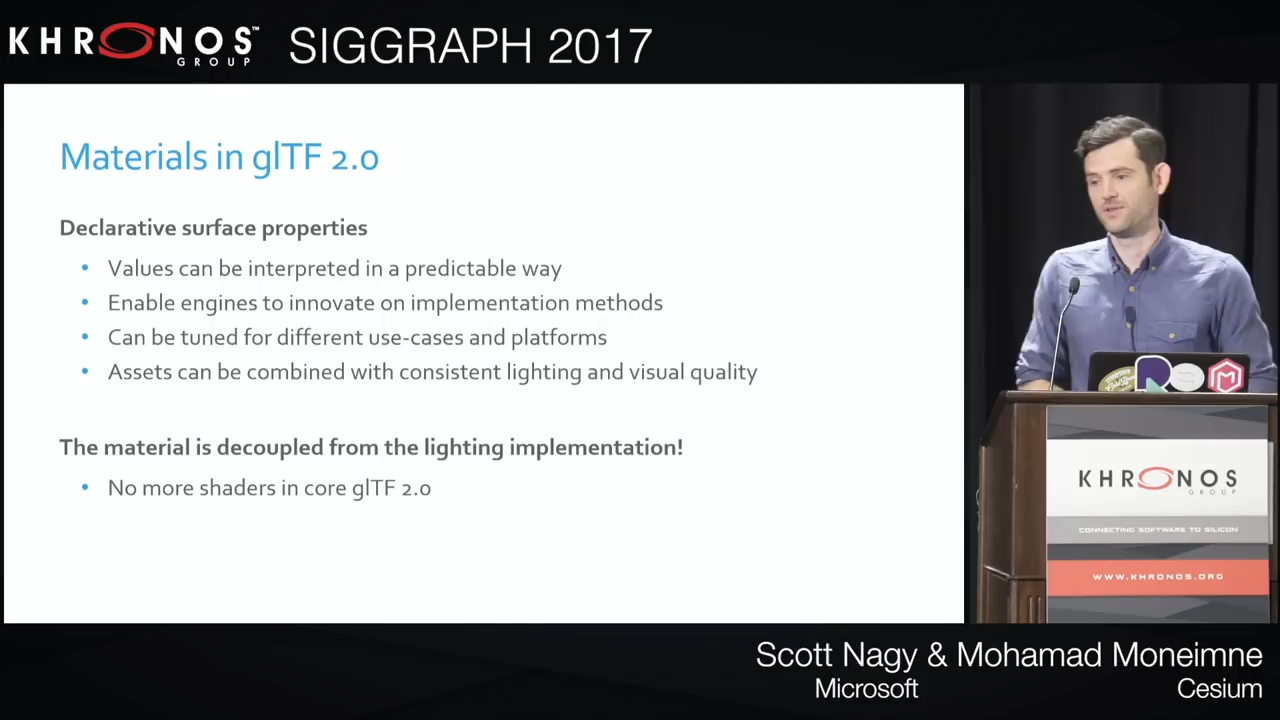 KHRONOS™ GROUP SIGGRAPH 2017
Materials in glTF 2.0
Declarative surface properties
• Values can be interpreted in a predictable way
• Enable engines to innovate on implementation methods
• Can be tuned for different use-cases and platforms
• Assets can be combined with consistent lighting and visual quality
The material is decoupled from the lighting implementation!
• No more shaders in core glTF 2.0
KHRONOS
GROUP
CONNECTING SOFTWARE TO SILICON
WWW.KHRONOS.ORG
Scott Nagy & Mohamad Moneimne
Microsoft Cesium